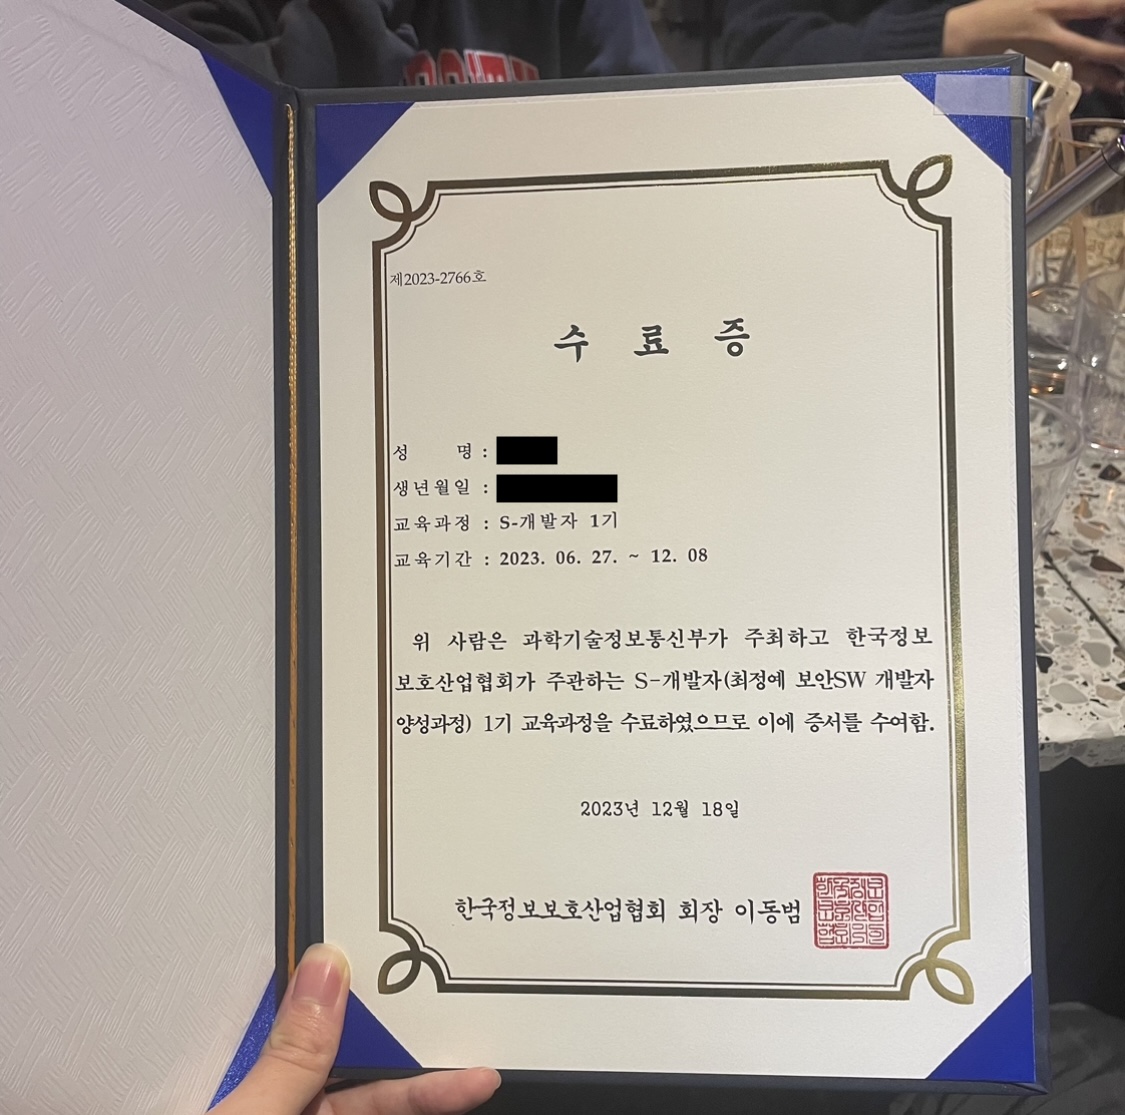 제2023-2766호
수 료 증
성 명 :
생년월일 :
교육과정 : S-개발자 1기
교육기간 : 2023. 06. 27. ~ 12. 08
위 사람은 과학기술정보통신부가 주최하고 한국정보
보호산업협회가 주관하는 S-개발자(최정예 보안SW 개발자
양성과정) 1기 교육과정을 수료하였으므로 이에 증서를 수여함.
2023년 12월 18일
한국정보보호산업협회 회장 이동범